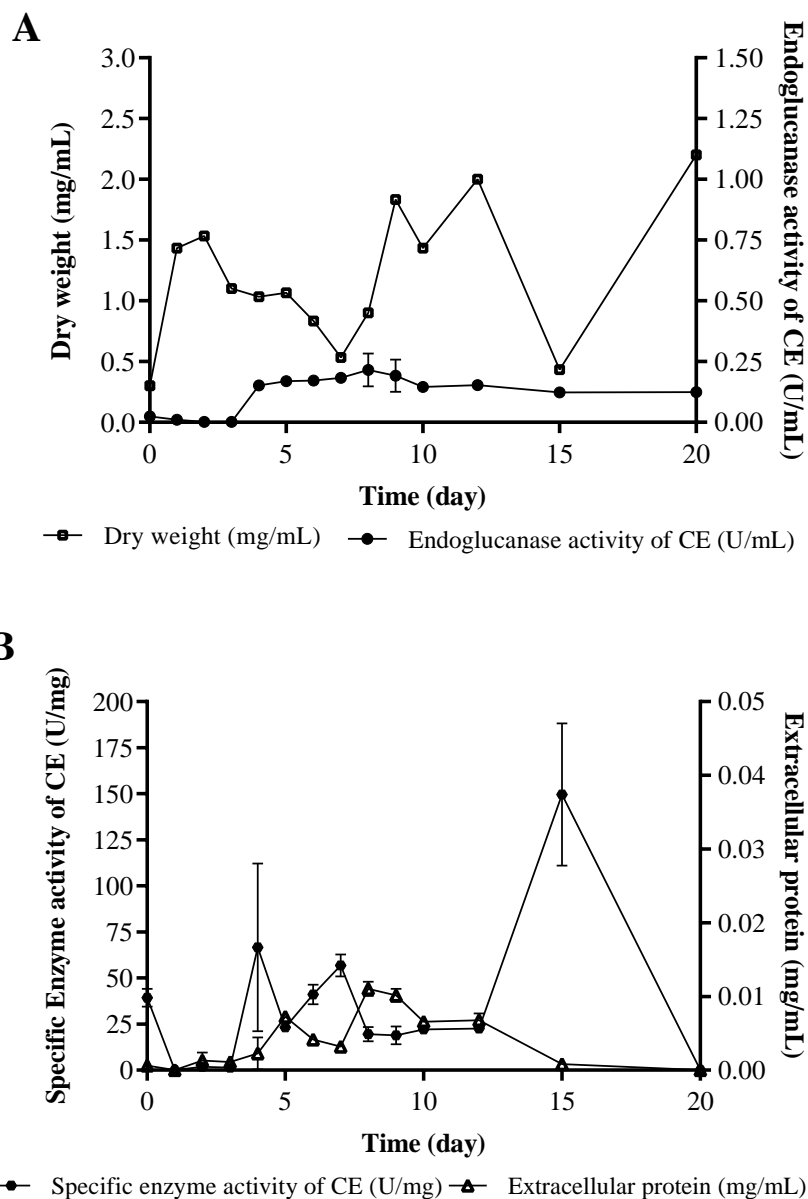 A
Dry weight (mg/mL)
3.0
2.5
2.0
1.5
1.0
0.5
0.0
1.50
1.25
1.00
0.75
0.50
0.25
0.00
Endoglucanase activity of CE (U/mL)
0 5 10 15 20
Time (day)
Dry weight (mg/mL) Endoglucanase activity of CE (U/mL)
B
Specific Enzyme activity of CE (U/mg)
200
175
150
125
100
75
50
25
0
0.05
0.04
0.03
0.02
0.01
0.00
Extracellular protein (mg/mL)
0 5 10 15 20
Time (day)
Specific enzyme activity of CE (U/mg) Extracellular protein (mg/mL)